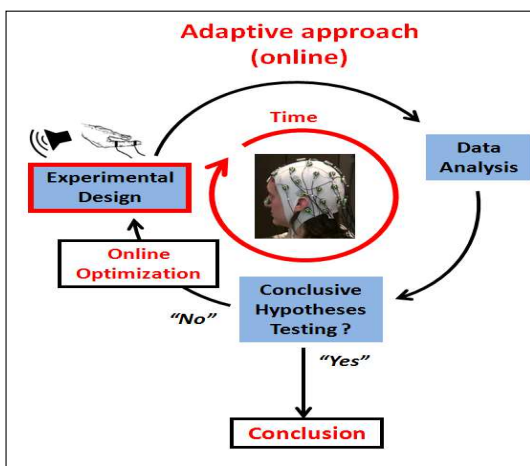 Adaptive approach
(online)
Time
Experimental
Design
Data
Analysis
Online
Optimization
Conclusive
Hypotheses
Testing ?
“No”
“Yes”
Conclusion